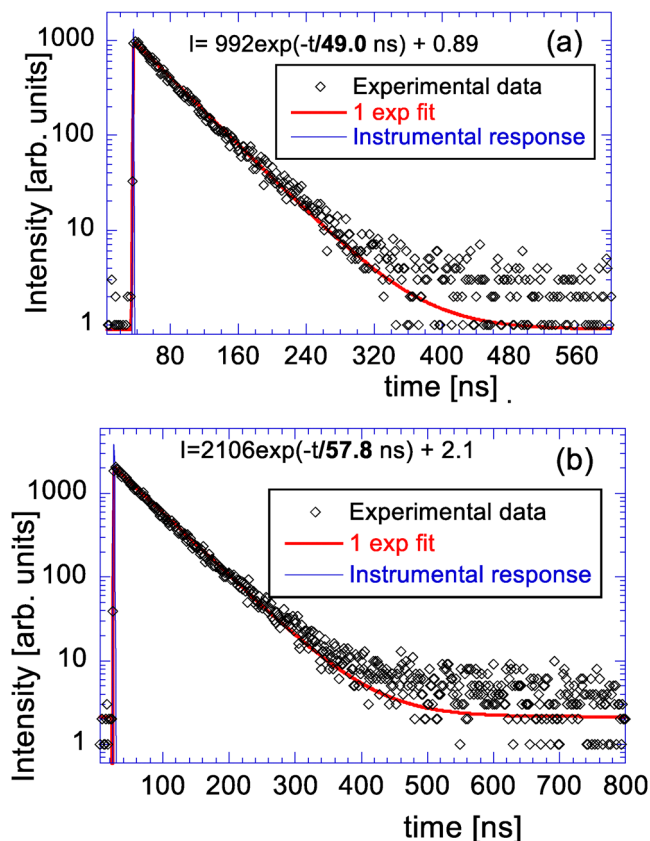 I= 992exp(-t/49.0 ns) + 0.89
(a)
Experimental data
1 exp fit
Instrumental response
Intensity [arb. units]
1000
100
10
1
80 160 240 320 400 480 560
time [ns] .
I=2106exp(-t/57.8 ns) + 2.1
(b)
Experimental data
1 exp fit
Instrumental response
Intensity [arb. units]
1000
100
10
1
100 200 300 400 500 600 700 800
time [ns]